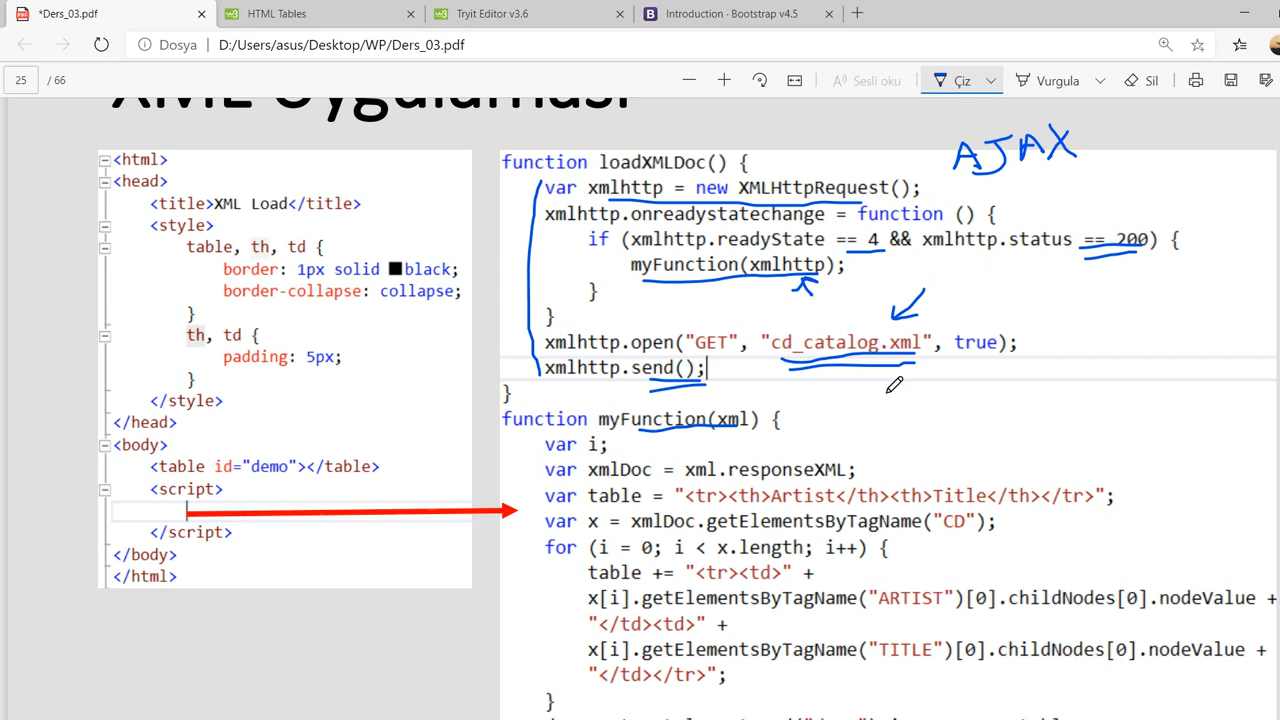 *Ders_03.pdf
HTML Tables
Tryit Editor v3.6
B Introduction - Bootstrap v4.5
Dosya D:/Users/asus/Desktop/WP/Ders_03.pdf
25 / 66
Sesli oku
Çiz
Vurgula
Sil
XML Uygulaması
<html>
<head>
<title>XML Load</title>
<style>
table, th, td {
border: 1px solid black;
border-collapse: collapse;
}
th, td {
padding: 5px;
}
</style>
</head>
<body>
<table id="demo"></table>
<script>
</script>
</body>
</html>
AJAX
function loadXMLDoc() {
var xmlhttp = new XMLHttpRequest();
xmlhttp.onreadystatechange = function () {
if (xmlhttp.readyState == 4 && xmlhttp.status == 200) {
myFunction(xmlhttp);
}
}
xmlhttp.open("GET", "cd_catalog.xml", true);
xmlhttp.send();
}
function myFunction(xml) {
var i;
var xmlDoc = xml.responseXML;
var table = "<tr><th>Artist</th><th>Title</th></tr>";
var x = xmlDoc.getElementsByTagName("CD");
for (i = 0; i < x.length; i++) {
table += "<tr><td>" +
x[i].getElementsByTagName("ARTIST")[0].childNodes[0].nodeValue +
"</td><td>" +
x[i].getElementsByTagName("TITLE")[0].childNodes[0].nodeValue +
"</td></tr>";
}